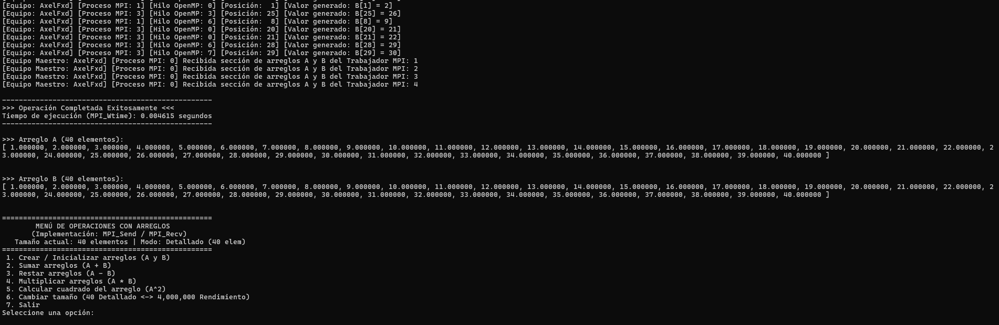 [Equipo: AxelFxd] [Proceso MPI: 1] [Hilo OpenMP: 0] [Posición:  1] [Valor generado: B[1] = 2]
[Equipo: AxelFxd] [Proceso MPI: 3] [Hilo OpenMP: 3] [Posición: 25] [Valor generado: B[25] = 26]
[Equipo: AxelFxd] [Proceso MPI: 1] [Hilo OpenMP: 6] [Posición:  8] [Valor generado: B[8] = 9]
[Equipo: AxelFxd] [Proceso MPI: 3] [Hilo OpenMP: 0] [Posición: 20] [Valor generado: B[20] = 21]
[Equipo: AxelFxd] [Proceso MPI: 3] [Hilo OpenMP: 0] [Posición: 21] [Valor generado: B[21] = 22]
[Equipo: AxelFxd] [Proceso MPI: 3] [Hilo OpenMP: 6] [Posición: 28] [Valor generado: B[28] = 29]
[Equipo: AxelFxd] [Proceso MPI: 3] [Hilo OpenMP: 7] [Posición: 29] [Valor generado: B[29] = 30]
[Equipo Maestro: AxelFxd] [Proceso MPI: 0] Recibida sección de arreglos A y B del Trabajador MPI: 1
[Equipo Maestro: AxelFxd] [Proceso MPI: 0] Recibida sección de arreglos A y B del Trabajador MPI: 2
[Equipo Maestro: AxelFxd] [Proceso MPI: 0] Recibida sección de arreglos A y B del Trabajador MPI: 3
[Equipo Maestro: AxelFxd] [Proceso MPI: 0] Recibida sección de arreglos A y B del Trabajador MPI: 4
--------------------------------------------------
>>> Operación Completada Exitosamente <<<
Tiempo de ejecución (MPI_Wtime): 0.004615 segundos
--------------------------------------------------
>>> Arreglo A (40 elementos):
[ 1.000000, 2.000000, 3.000000, 4.000000, 5.000000, 6.000000, 7.000000, 8.000000, 9.000000, 10.000000, 11.000000, 12.000000, 13.000000, 14.000000, 15.000000, 16.000000, 17.000000, 18.000000, 19.000000, 20.000000, 21.000000, 22.000000, 2
3.000000, 24.000000, 25.000000, 26.000000, 27.000000, 28.000000, 29.000000, 30.000000, 31.000000, 32.000000, 33.000000, 34.000000, 35.000000, 36.000000, 37.000000, 38.000000, 39.000000, 40.000000 ]
>>> Arreglo B (40 elementos):
[ 1.000000, 2.000000, 3.000000, 4.000000, 5.000000, 6.000000, 7.000000, 8.000000, 9.000000, 10.000000, 11.000000, 12.000000, 13.000000, 14.000000, 15.000000, 16.000000, 17.000000, 18.000000, 19.000000, 20.000000, 21.000000, 22.000000, 2
3.000000, 24.000000, 25.000000, 26.000000, 27.000000, 28.000000, 29.000000, 30.000000, 31.000000, 32.000000, 33.000000, 34.000000, 35.000000, 36.000000, 37.000000, 38.000000, 39.000000, 40.000000 ]
==================================================
MENÚ DE OPERACIONES CON ARREGLOS
(Implementación: MPI_Send / MPI_Recv)
Tamaño actual: 40 elementos | Modo: Detallado (40 elem)
==================================================
1. Crear / Inicializar arreglos (A y B)
2. Sumar arreglos (A + B)
3. Restar arreglos (A - B)
4. Multiplicar arreglos (A * B)
5. Calcular cuadrado del arreglo (A^2)
6. Cambiar tamaño (40 Detallado <-> 4,000,000 Rendimiento)
7. Salir
Seleccione una opción: